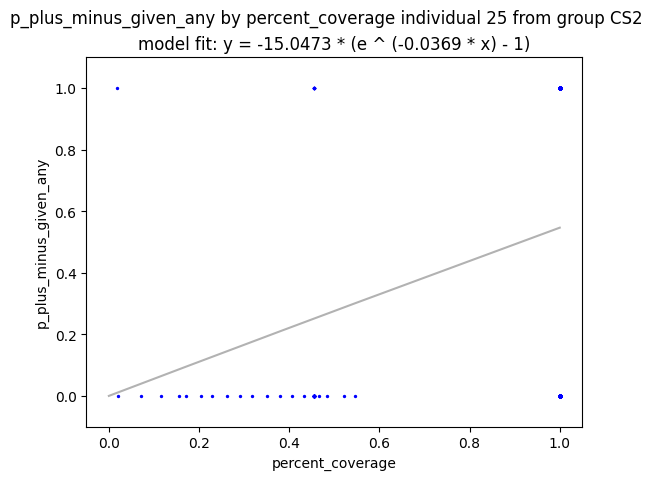 p_plus_minus_given_any by percent_coverage individual 25 from group CS2
model fit: y = -15.0473 * (e ^ (-0.0369 * x) - 1)
1.0
0.8
0.6
0.4
0.2
0.0
p_plus_minus_given_any
0.0 0.2 0.4 0.6 0.8 1.0
percent_coverage